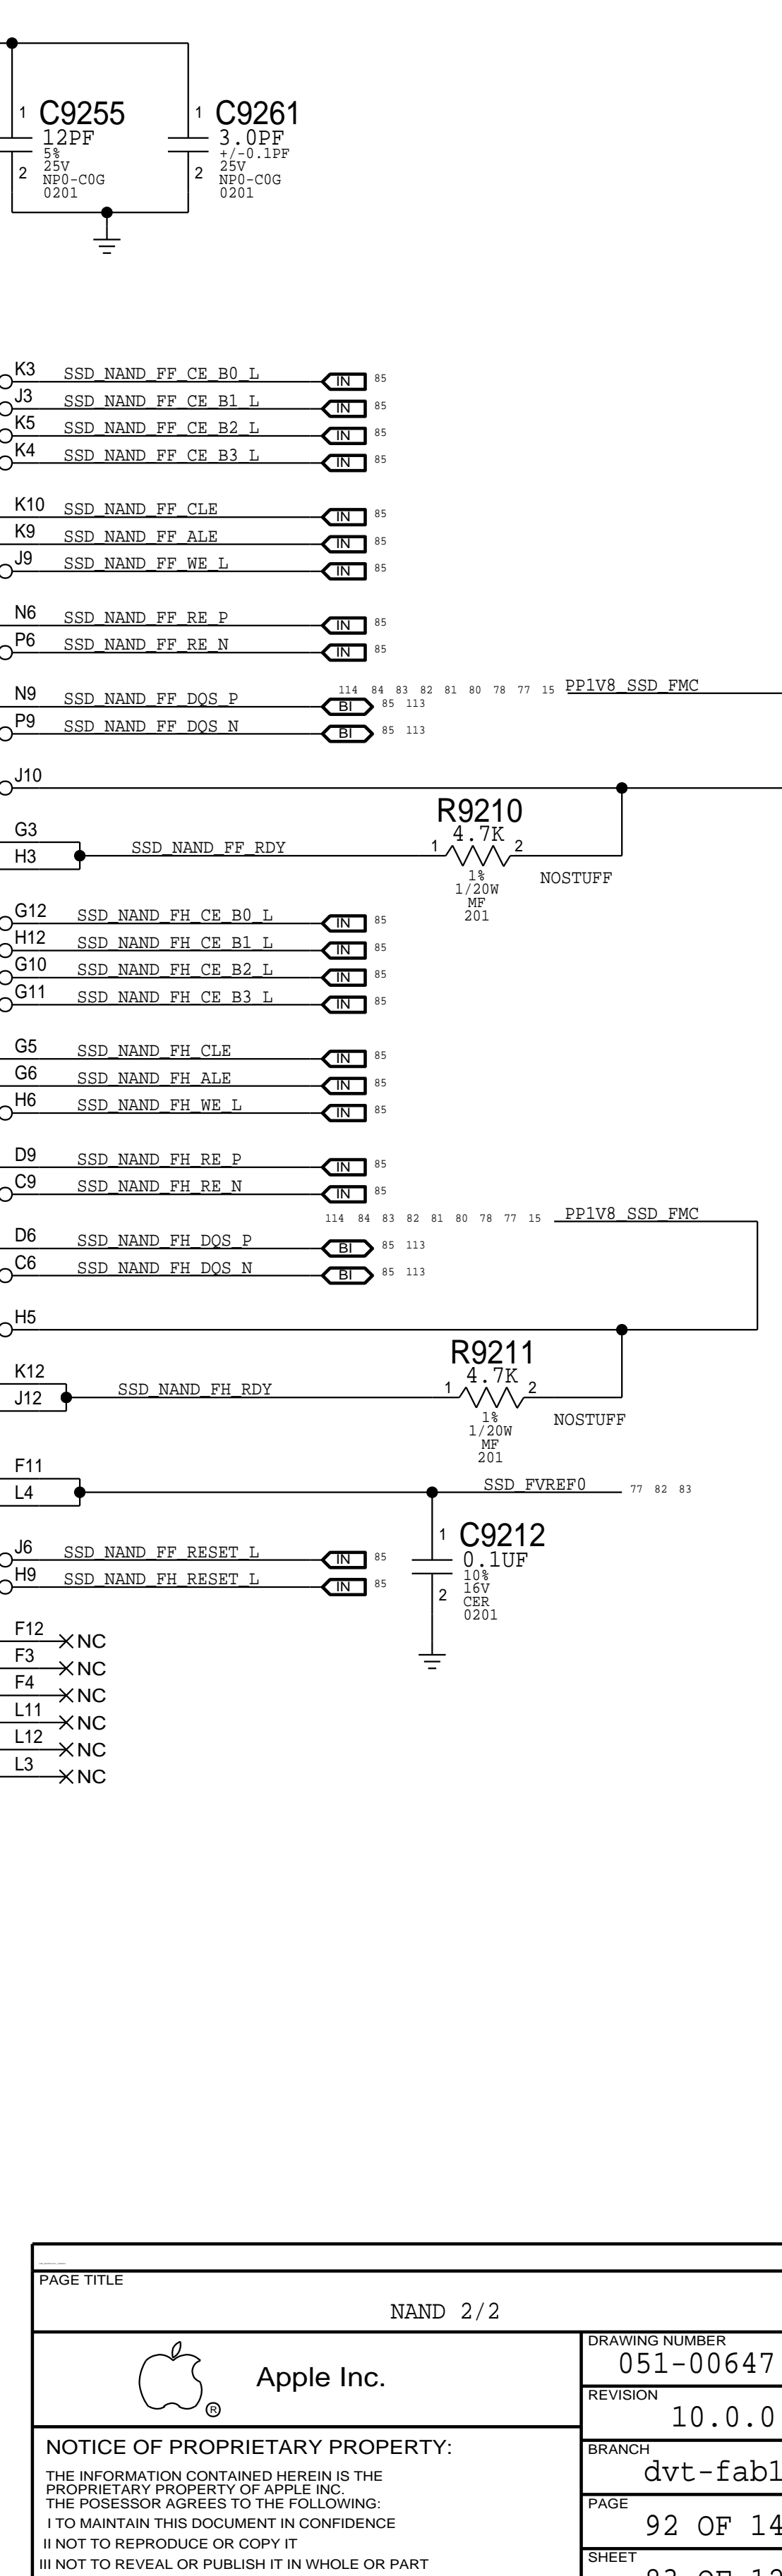 1 C9255 1 C9261
12PF 3.0PF
5% +/-0.1PF
25V 25V
2 NP0-C0G 2 NP0-C0G
0201 0201
K3 SSD_NAND_FF_CE_B0_L IN 85
J3 SSD_NAND_FF_CE_B1_L IN 85
K5 SSD_NAND_FF_CE_B2_L IN 85
K4 SSD_NAND_FF_CE_B3_L IN 85
K10 SSD_NAND_FF_CLE IN 85
K9 SSD_NAND_FF_ALE IN 85
J9 SSD_NAND_FF_WE_L IN 85
N6 SSD_NAND_FF_RE_P IN 85
P6 SSD_NAND_FF_RE_N IN 85
114 84 83 82 81 80 78 77 15 PP1V8_SSD_FMC
N9 SSD_NAND_FF_DQS_P BI 85 113
P9 SSD_NAND_FF_DQS_N BI 85 113
J10
R9210
G3 4.7K
H3 SSD_NAND_FF_RDY 1 2
1% NOSTUFF
1/20W
MF
201
G12 SSD_NAND_FH_CE_B0_L IN 85
H12 SSD_NAND_FH_CE_B1_L IN 85
G10 SSD_NAND_FH_CE_B2_L IN 85
G11 SSD_NAND_FH_CE_B3_L IN 85
G5 SSD_NAND_FH_CLE IN 85
G6 SSD_NAND_FH_ALE IN 85
H6 SSD_NAND_FH_WE_L IN 85
D9 SSD_NAND_FH_RE_P IN 85
C9 SSD_NAND_FH_RE_N IN 85
114 84 83 82 81 80 78 77 15 PP1V8_SSD_FMC
D6 SSD_NAND_FH_DQS_P BI 85 113
C6 SSD_NAND_FH_DQS_N BI 85 113
H5
R9211
K12 4.7K
J12 SSD_NAND_FH_RDY 1 2
1% NOSTUFF
1/20W
MF
201
F11
L4 SSD_FVREF0 77 82 83
1 C9212
J6 SSD_NAND_FF_RESET_L IN 85 0.1UF
H9 SSD_NAND_FH_RESET_L IN 85 10%
16V
2 CER
0201
F12 NC
F3 NC
F4 NC
L11 NC
L12 NC
L3 NC
PAGE TITLE
NAND 2/2
Apple Inc.
®
DRAWING NUMBER
051-00647
REVISION
10.0.0
BRANCH
dvt-fab1
PAGE
92 OF 14
SHEET
NOTICE OF PROPRIETARY PROPERTY:
THE INFORMATION CONTAINED HEREIN IS THE
PROPRIETARY PROPERTY OF APPLE INC.
THE POSESSOR AGREES TO THE FOLLOWING:
I TO MAINTAIN THIS DOCUMENT IN CONFIDENCE
II NOT TO REPRODUCE OR COPY IT
III NOT TO REVEAL OR PUBLISH IT IN WHOLE OR PART